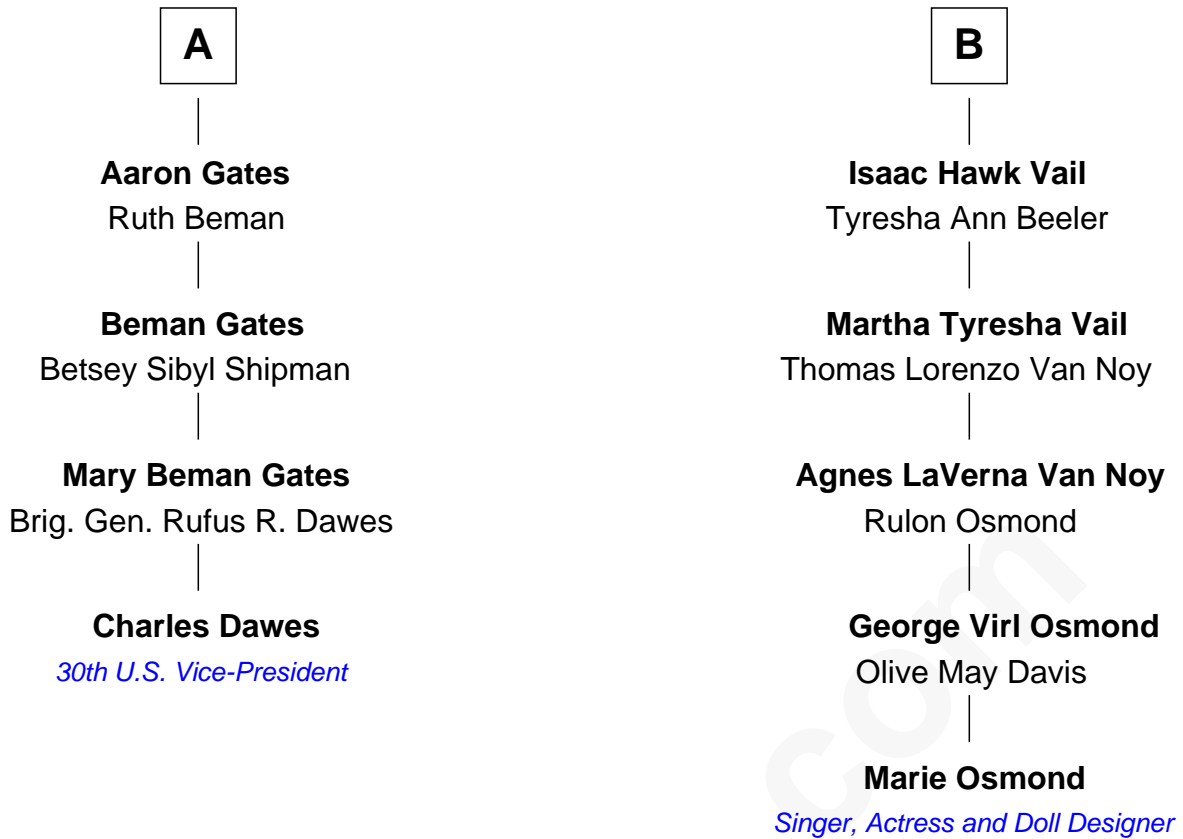 A
Aaron Gates
Ruth Beman
Beman Gates
Betsey Sibyl Shipman
Mary Beman Gates
Brig. Gen. Rufus R. Dawes
Charles Dawes
30th U.S. Vice-President
B
Isaac Hawk Vail
Tyresha Ann Beeler
Martha Tyresha Vail
Thomas Lorenzo Van Noy
Agnes LaVerna Van Noy
Rulon Osmond
George Virl Osmond
Olive May Davis
Marie Osmond
Singer, Actress and Doll Designer
com